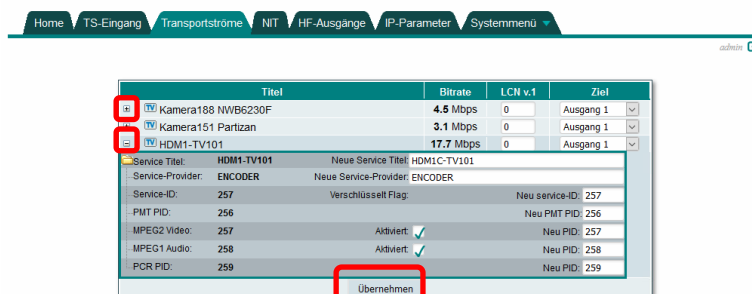 Home TS-Eingang Transportströme NIT HF-Ausgänge IP-Parameter Systemmenü
admin
Titel Bitrate LCN v.1 Ziel
TV Kamera188 NWB6230F 4.5 Mbps 0 Ausgang 1
TV Kamera151 Partizan 3.1 Mbps 0 Ausgang 1
TV HDM1-TV101 17.7 Mbps 0 Ausgang 1
Service Titel: HDM1-TV101 Neue Service Titel: HDM1C-TV101
Service-Provider: ENCODER Neue Service-Provider: ENCODER
Service-ID: 257 Verschlüsselt Flag: Neu service-ID: 257
PMT PID: 256 Neu PMT PID: 256
MPEG2 Video: 257 Aktiviert: Neu PID: 257
MPEG1 Audio: 258 Aktiviert: Neu PID: 258
PCR PID: 259 Neu PID: 259
Übernehmen